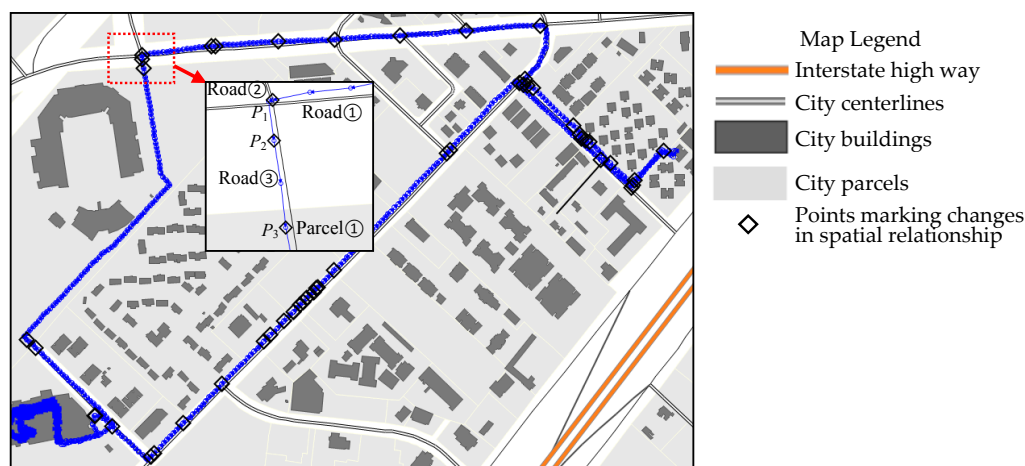 Road②
Road①
P1
P2
Road③
P3
Parcel①
Map Legend
Interstate high way
City centerlines
City buildings
City parcels
Points marking changes
in spatial relationship